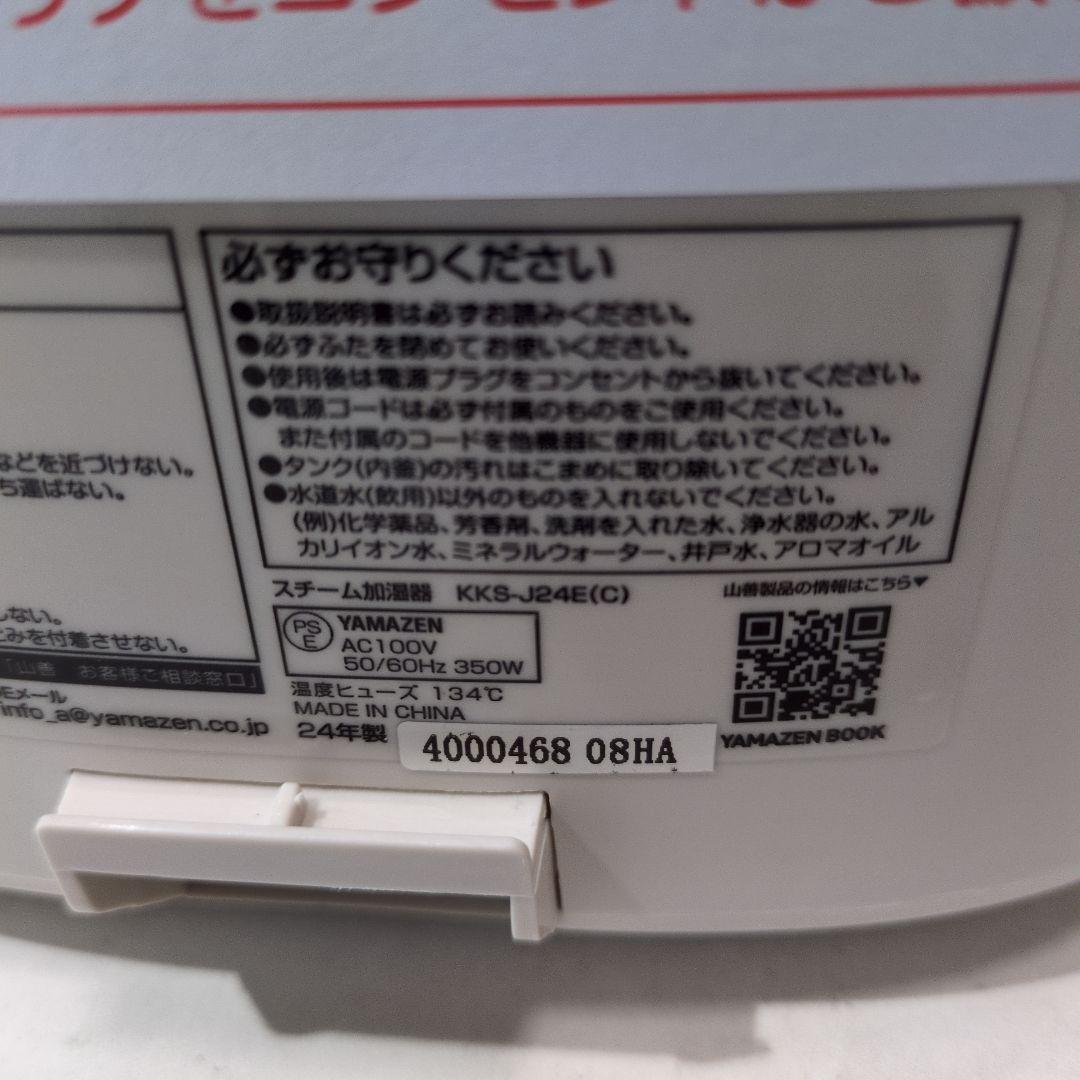 必ずお守りください
●取扱説明書は必ずお読みください。
●必ずふたを閉めてお使いください。
●使用後は電源プラグをコンセントから抜いてください。
●電源コードは必ず付属のものをご使用ください。
また付属のコードを他機器に使用しないでください。
●タンク(内釜)の汚れはこまめに取り除いてください。
●水道水(飲用)以外のものを入れないでください。
(例)化学薬品、芳香剤、洗剤を入れた水、浄水器の水、アル
カリイオン水、ミネラルウォーター、井戸水、アロマオイル
などを近づけない。
ち運ばない。
しない。
こみを付着させない。
「山善 お客様ご相談窓口」
Eメール
info_a@yamazen.co.jp
スチーム加湿器 KKS-J24E(C)
PS
E
YAMAZEN
AC100V
50/60Hz 350W
温度ヒューズ 134℃
MADE IN CHINA
24年製
4000468 08HA
山善製品の情報はこちら▼
YAMAZEN BOOK